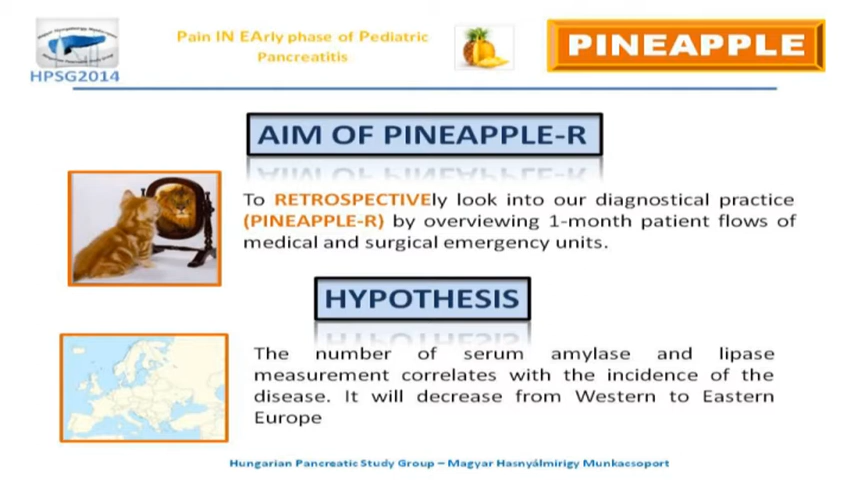 Pain IN EArly phase of Pediatric
Pancreatitis
PINEAPPLE
HPSG2014
AIM OF PINEAPPLE-R
To RETROSPECTIVEly look into our diagnostical practice
(PINEAPPLE-R) by overviewing 1-month patient flows of
medical and surgical emergency units.
HYPOTHESIS
The number of serum amylase and lipase
measurement correlates with the incidence of the
disease. It will decrease from Western to Eastern
Europe
Hungarian Pancreatic Study Group – Magyar Hasnyálmirigy Munkacsoport